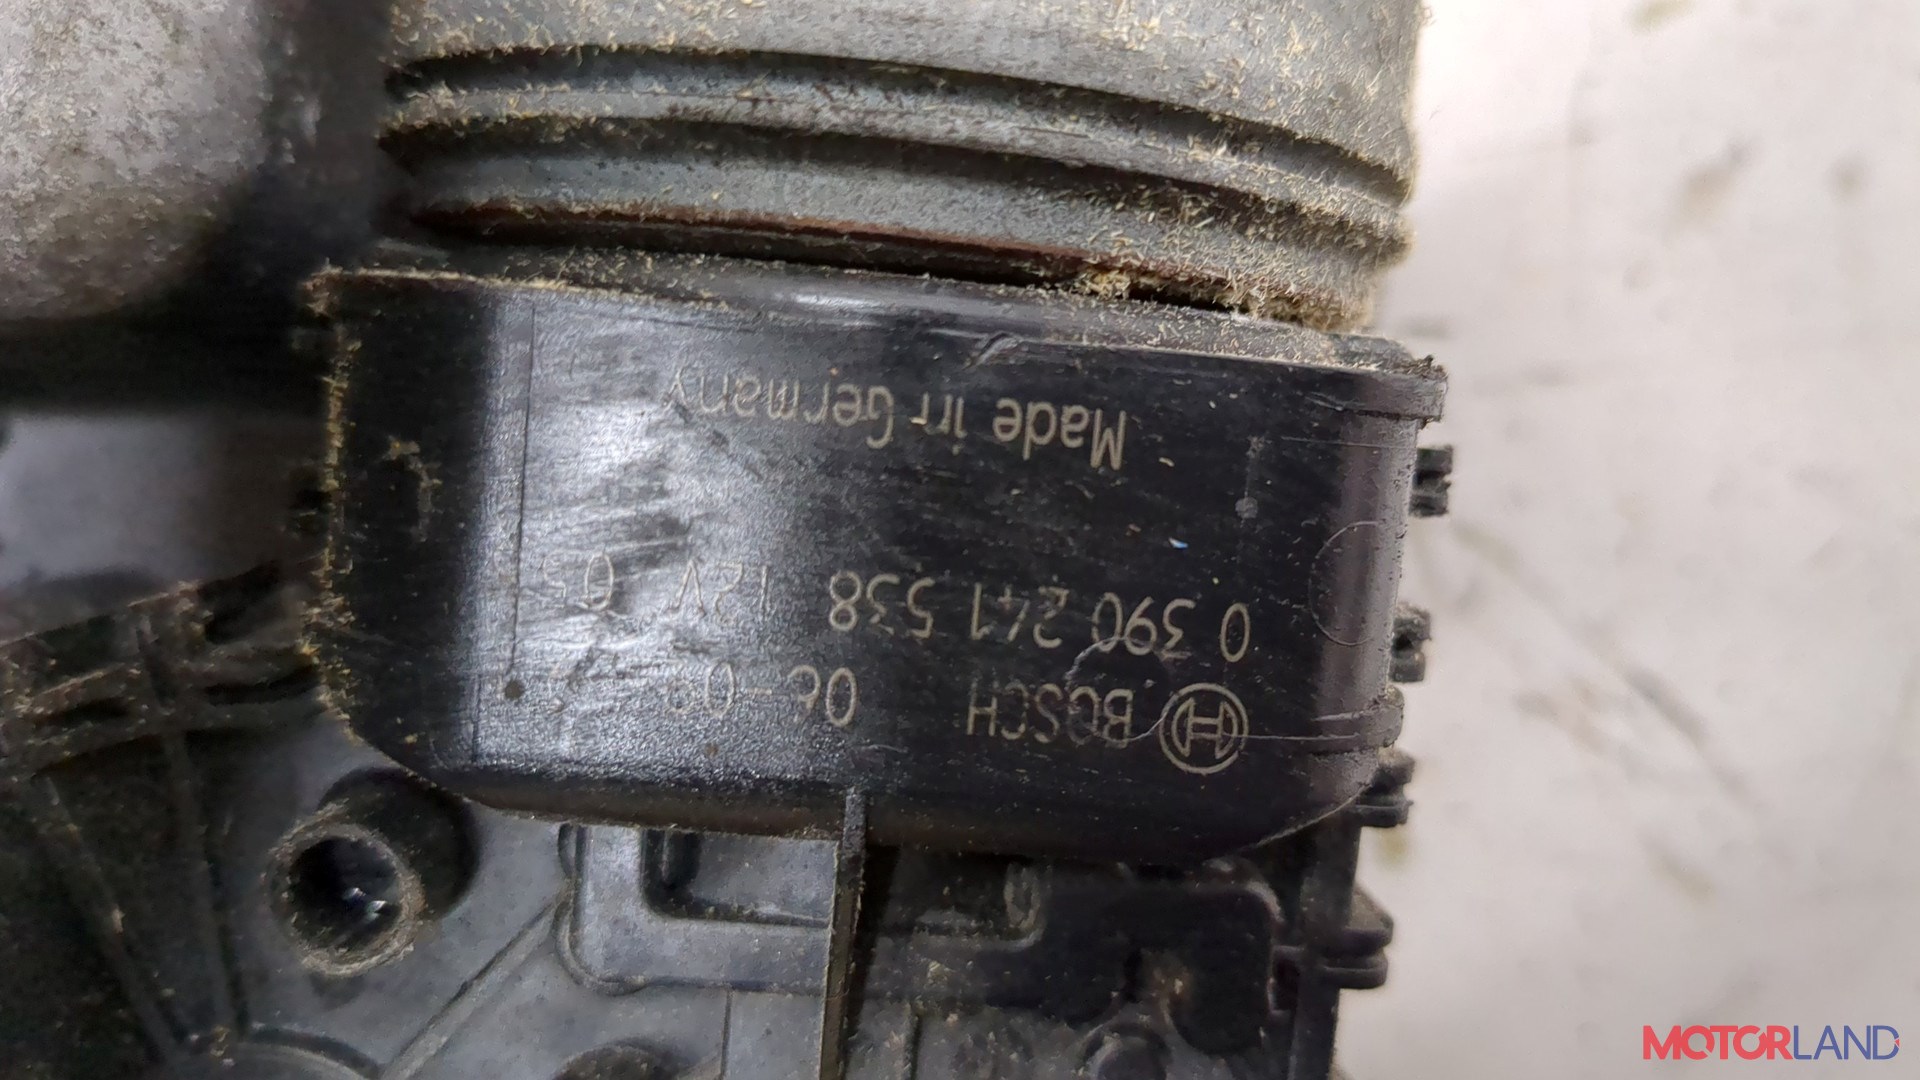 BOSCH
0 390 241 538 12V
Made in Germany
MOTORLAND